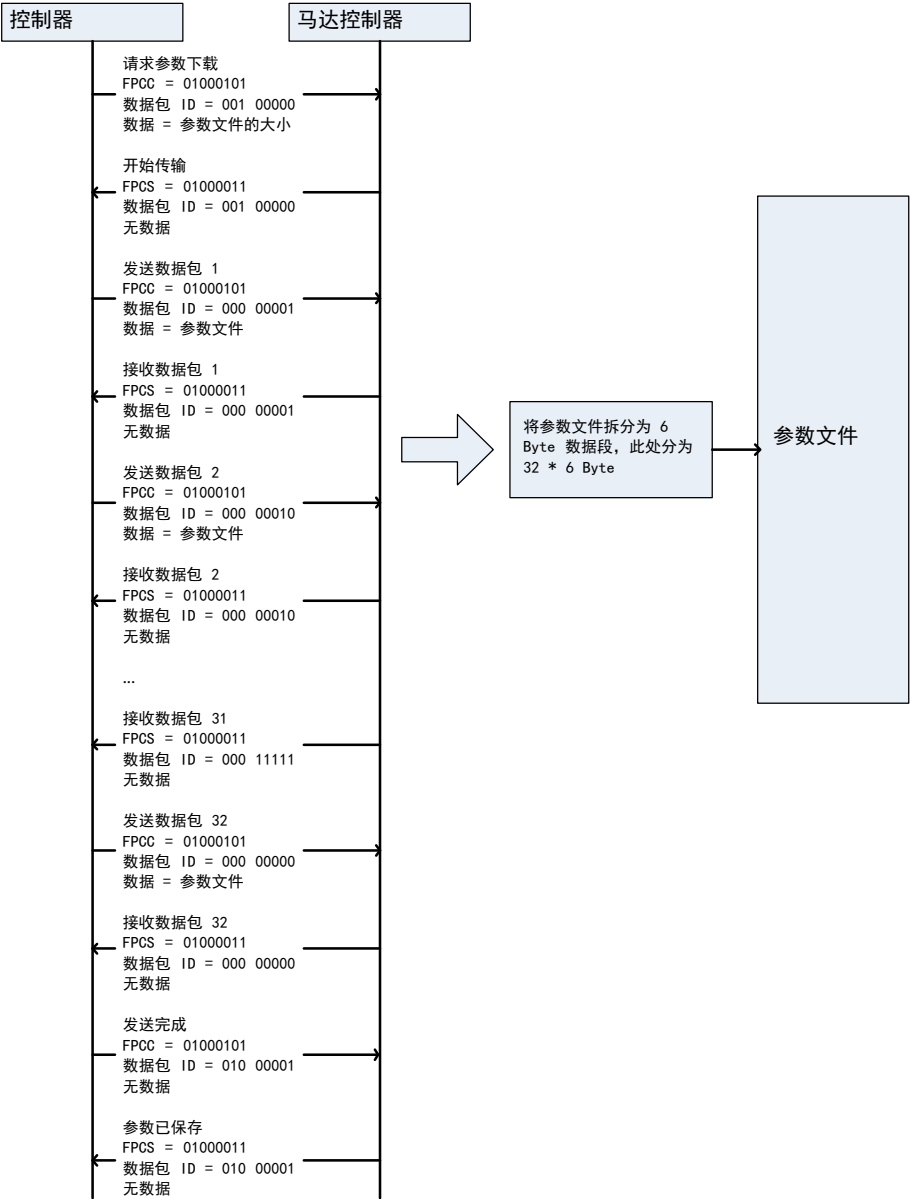 控制器
马达控制器
请求参数下载
FPCC = 01000101
数据包 ID = 001 00000
数据 = 参数文件的大小
开始传输
FPCS = 01000011
数据包 ID = 001 00000
无数据
发送数据包 1
FPCC = 01000101
数据包 ID = 000 00001
数据 = 参数文件
接收数据包 1
FPCS = 01000011
数据包 ID = 000 00001
无数据
发送数据包 2
FPCC = 01000101
数据包 ID = 000 00010
数据 = 参数文件
接收数据包 2
FPCS = 01000011
数据包 ID = 000 00010
无数据
...
接收数据包 31
FPCS = 01000011
数据包 ID = 000 11111
无数据
发送数据包 32
FPCC = 01000101
数据包 ID = 000 00000
数据 = 参数文件
接收数据包 32
FPCS = 01000011
数据包 ID = 000 00000
无数据
发送完成
FPCC = 01000101
数据包 ID = 010 00001
无数据
参数已保存
FPCS = 01000011
数据包 ID = 010 00001
无数据
将参数文件拆分为 6
Byte 数据段，此处分为
32 * 6 Byte
参数文件